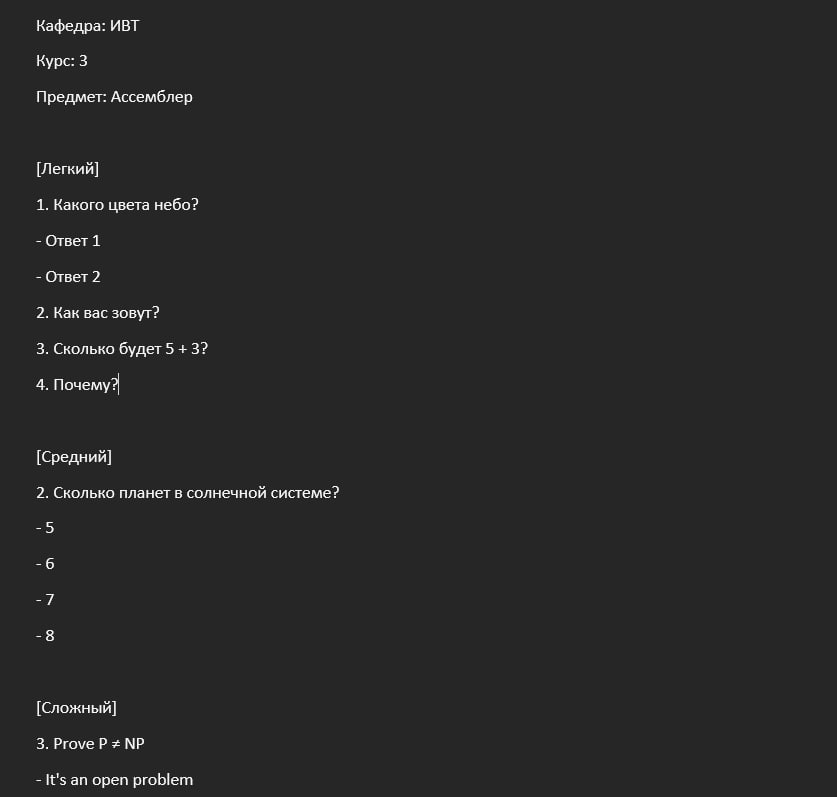 Кафедра: ИВТ
Курс: 3
Предмет: Ассемблер
[Легкий]
1. Какого цвета небо?
- Ответ 1
- Ответ 2
2. Как вас зовут?
3. Сколько будет 5 + 3?
4. Почему?
[Средний]
2. Сколько планет в солнечной системе?
- 5
- 6
- 7
- 8
[Сложный]
3. Prove P ≠ NP
- It's an open problem